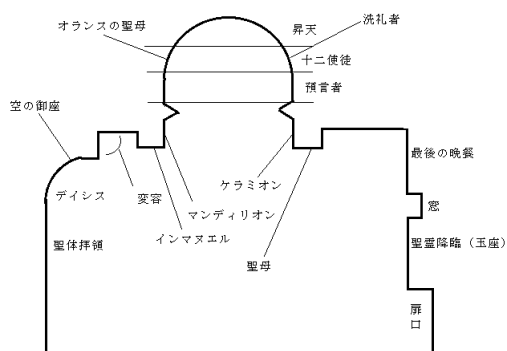 オランスの聖母
昇天
洗礼者
十二使徒
預言者
空の御座
デイシス
変容
ケラミオン
マンディリオン
インマヌエル
聖母
聖体拝領
最後の晩餐
窓
聖霊降臨（玉座）
扉口